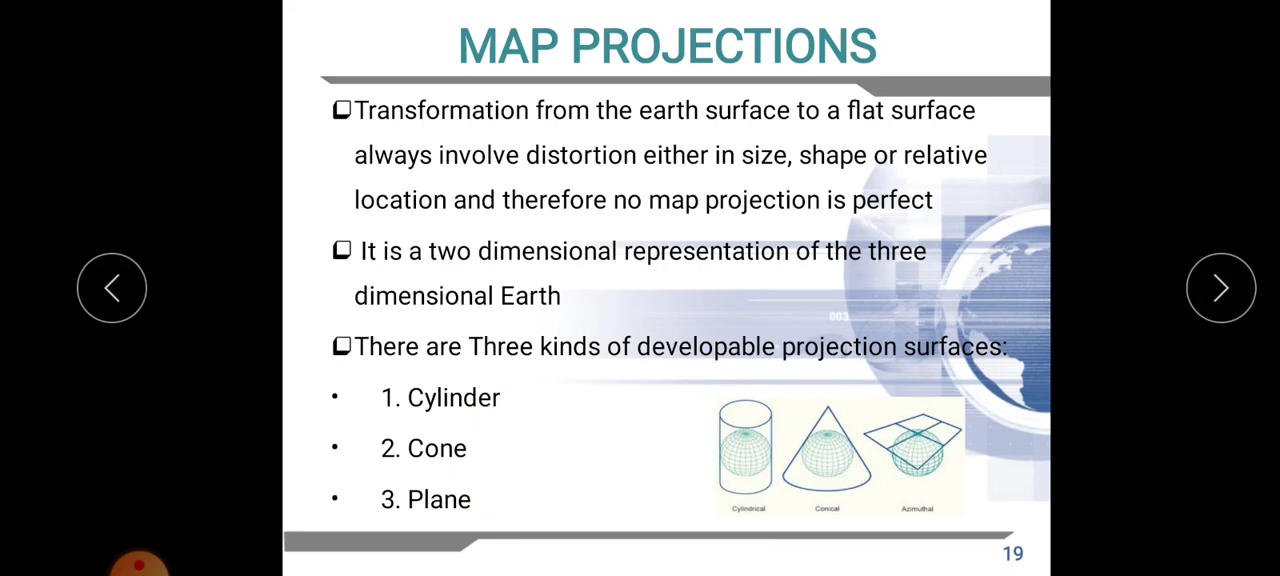 MAP PROJECTIONS
Transformation from the earth surface to a flat surface
always involve distortion either in size, shape or relative
location and therefore no map projection is perfect
It is a two dimensional representation of the three
dimensional Earth
003
There are Three kinds of developable projection surfaces:
• 1. Cylinder
• 2. Cone
• 3. Plane
Cylindrical Conical Azimuthal
19